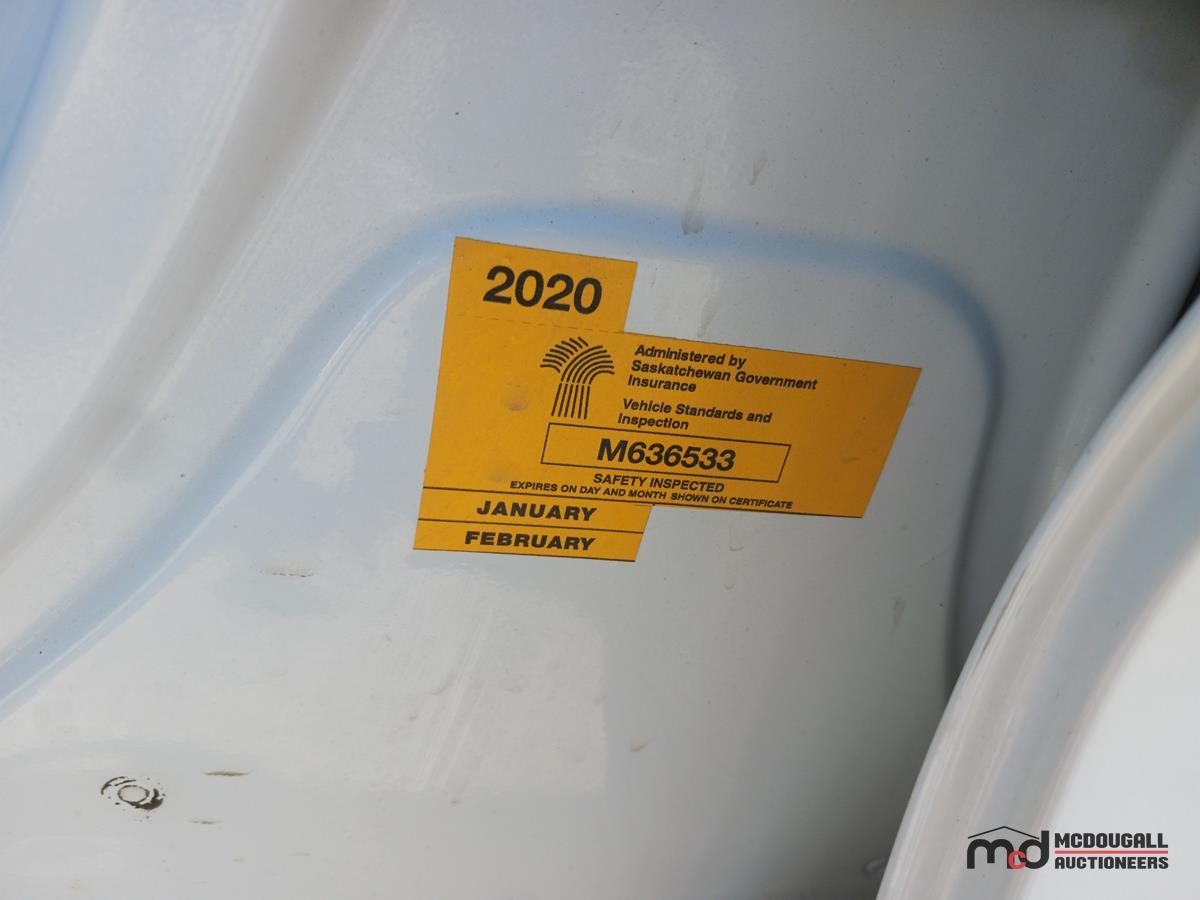 2020
Administered by
Saskatchewan Government
Insurance
Vehicle Standards and
Inspection
M636533
SAFETY INSPECTED
EXPIRES ON DAY AND MONTH SHOWN ON CERTIFICATE
JANUARY
FEBRUARY
mcd MCDOUGALL
AUCTIONEERS